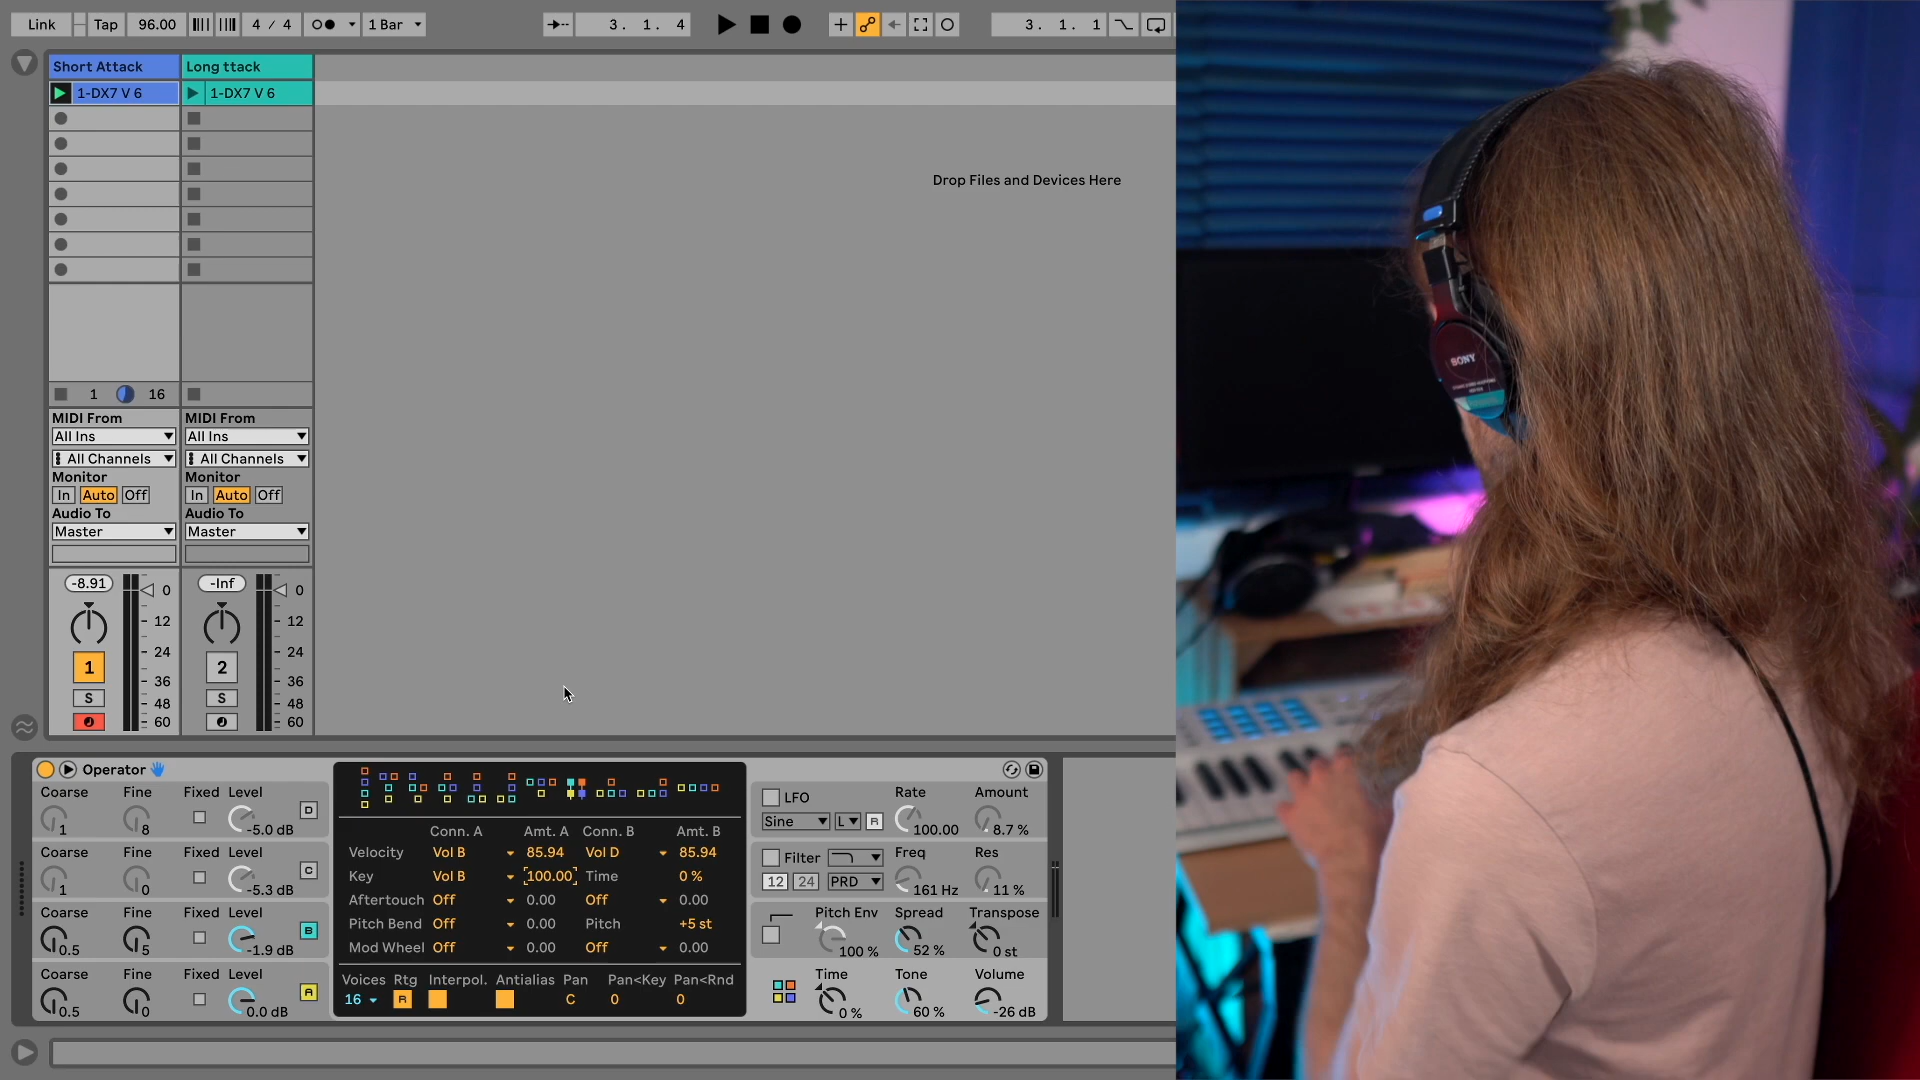 Link Tap 96.00 4 / 4 1 Bar 3. 1. 4 3. 1. 1
Short Attack Long ttack
1-DX7 V 6 1-DX7 V 6
Drop Files and Devices Here
1 16
MIDI From MIDI From
All Ins All Ins
All Channels All Channels
Monitor Monitor
In Auto Off In Auto Off
Audio To Audio To
Master Master
-8.91 0 -Inf 0
12 12
24 24
1 2
36 36
S 48 S 48
60 60
Operator
Coarse Fine Fixed Level D
1 8 -5.0 dB
Coarse Fine Fixed Level C
1 0 -5.3 dB
Coarse Fine Fixed Level B
0.5 5 -1.9 dB
Coarse Fine Fixed Level A
0.5 0 0.0 dB
Conn. A Amt. A Conn. B Amt. B
Velocity Vol B 85.94 Vol D 85.94
Key Vol B 100.00 Time 0 %
Aftertouch Off 0.00 Off 0.00
Pitch Bend Off 0.00 Pitch +5 st
Mod Wheel Off 0.00 Off 0.00
Voices Rtg Interpol. Antialias Pan Pan<Key Pan<Rnd
16 R C 0 0
LFO Rate Amount
Sine L R 100.00 8.7 %
Filter Freq Res
12 24 PRD 161 Hz 11 %
Pitch Env Spread Transpose
100 % 52 % 0 st
Time Tone Volume
0 % 60 % -26 dB
SONY